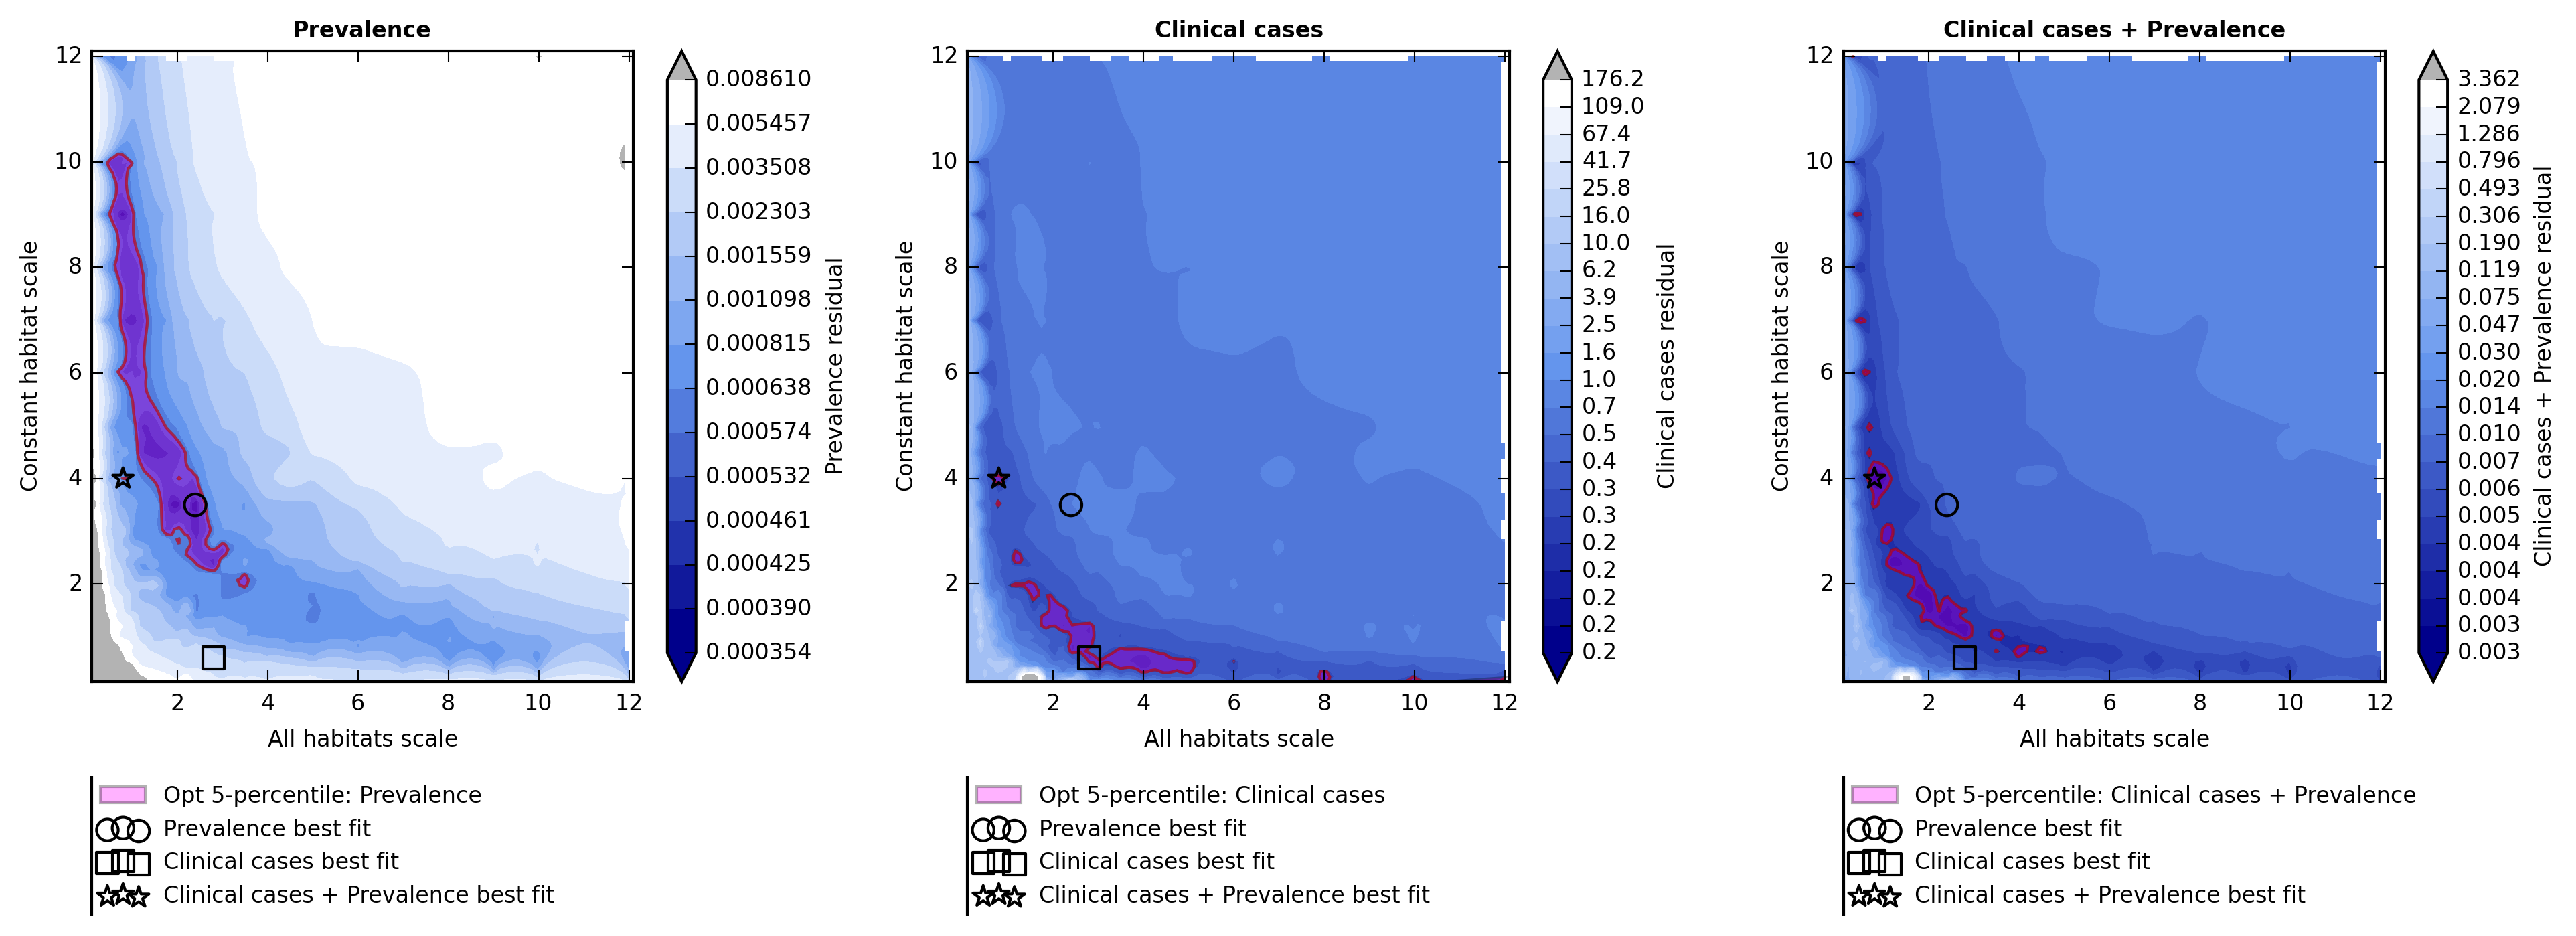 Prevalence
Clinical cases
Clinical cases + Prevalence
Constant habitat scale
12
10
8
6
4
2
2 4 6 8 10 12
All habitats scale
0.008610
0.005457
0.003508
0.002303
0.001559
0.001098
0.000815
0.000638
0.000574
0.000532
0.000461
0.000425
0.000390
0.000354
Prevalence residual
Constant habitat scale
12
10
8
6
4
2
2 4 6 8 10 12
All habitats scale
176.2
109.0
67.4
41.7
25.8
16.0
10.0
6.2
3.9
2.5
1.6
1.0
0.7
0.5
0.4
0.3
0.3
0.2
0.2
0.2
0.2
0.2
Clinical cases residual
Constant habitat scale
12
10
8
6
4
2
2 4 6 8 10 12
All habitats scale
3.362
2.079
1.286
0.796
0.493
0.306
0.190
0.119
0.075
0.047
0.030
0.020
0.014
0.010
0.007
0.006
0.005
0.004
0.004
0.004
0.003
0.003
Clinical cases + Prevalence residual
Opt 5-percentile: Prevalence
Prevalence best fit
Clinical cases best fit
Clinical cases + Prevalence best fit
Opt 5-percentile: Clinical cases
Prevalence best fit
Clinical cases best fit
Clinical cases + Prevalence best fit
Opt 5-percentile: Clinical cases + Prevalence
Prevalence best fit
Clinical cases best fit
Clinical cases + Prevalence best fit